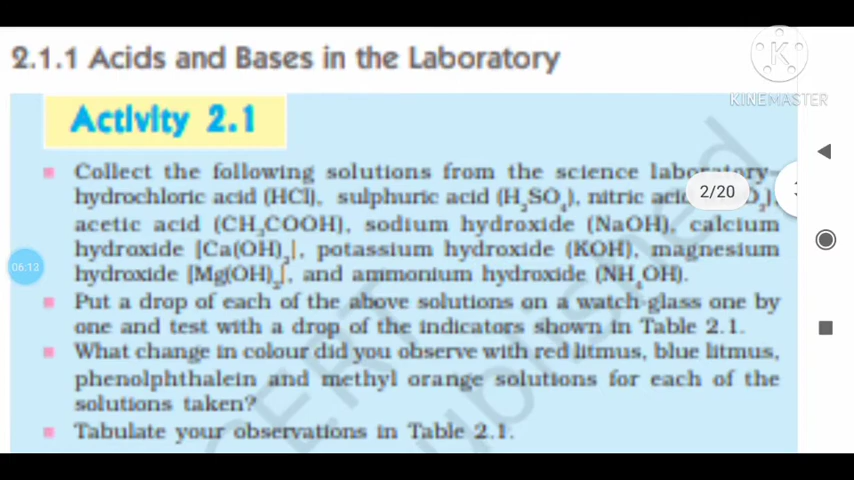 2.1.1 Acids and Bases in the Laboratory
KINEMASTER
Activity 2.1
Collect the following solutions from the science laboratory–
hydrochloric acid (HCl), sulphuric acid (H₂SO₄), nitric
2/20
acetic acid (CH₃COOH), sodium hydroxide (NaOH), calcium
hydroxide [Ca(OH)₂], potassium hydroxide (KOH), magnesium
06:12
hydroxide [Mg(OH)₂], and ammonium hydroxide (NH₄OH).
Put a drop of each of the above solutions on a watch-glass one by
one and test with a drop of the indicators shown in Table 2.1.
What change in colour did you observe with red litmus, blue litmus,
phenolphthalein and methyl orange solutions for each of the
solutions taken?
Tabulate your observations in Table 2.1.